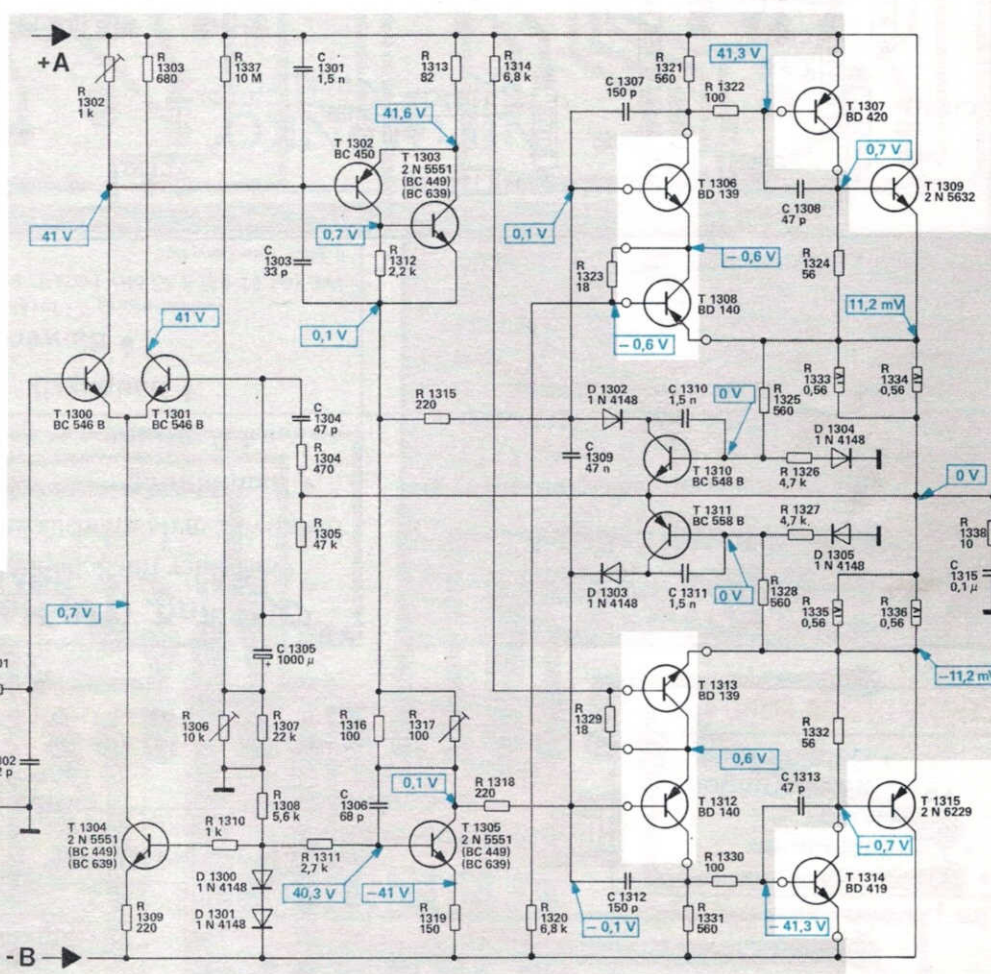 +A
R
1302
1 k
R
1303
680
R
1337
10 M
C
1301
1,5 n
R
1313
82
R
1314
6,8 k
41,6 V
T 1302
BC 450
T 1303
2 N 5551
(BC 449)
(BC 639)
41 V
0,7 V
C
1303
33 p
R
1312
2,2 k
0,1 V
41 V
T 1300
BC 546 B
T 1301
BC 546 B
C
1304
47 p
R
1304
470
R
1305
47 k
R 1315
220
0,7 V
C 1305
1000 µ
+
R
1306
10 k
R
1307
22 k
R
1308
5,6 k
R
1316
100
R
1317
100
0,1 V
R 1318
220
C
1306
68 p
T 1304
2 N 5551
(BC 449)
(BC 639)
R 1310
1 k
R 1311
2,7 k
T 1305
2 N 5551
(BC 449)
(BC 639)
D 1300
1 N 4148
D 1301
1 N 4148
40,3 V
−41 V
R
1309
220
R
1319
150
R
1320
6,8 k
-B
R
1321
560
41,3 V
C 1307
150 p
R 1322
100
T 1307
BD 420
0,7 V
T 1306
BD 139
C 1308
47 p
T 1309
2 N 5632
0,1 V
− 0,6 V
R
1323
18
R
1324
56
T 1308
BD 140
11,2 mV
− 0,6 V
D 1302
1 N 4148
C 1310
1,5 n
0 V
R
1325
560
R
1333
0,56
R
1334
0,56
D 1304
1 N 4148
C
1309
47 n
T 1310
BC 548 B
R 1326
4,7 k
0 V
T 1311
BC 558 B
R 1327
4,7 k
R
1338
10
D 1303
1 N 4148
C 1311
1,5 n
0 V
R
1328
560
D 1305
1 N 4148
C
1315
0,1 µ
R
1335
0,56
R
1336
0,56
T 1313
BD 139
−11,2 mV
R
1329
18
R
1332
56
0,6 V
C 1313
47 p
T 1312
BD 140
T 1315
2 N 6229
− 0,7 V
R 1330
100
T 1314
BD 419
C 1312
150 p
− 0,1 V
R
1331
560
− 41,3 V